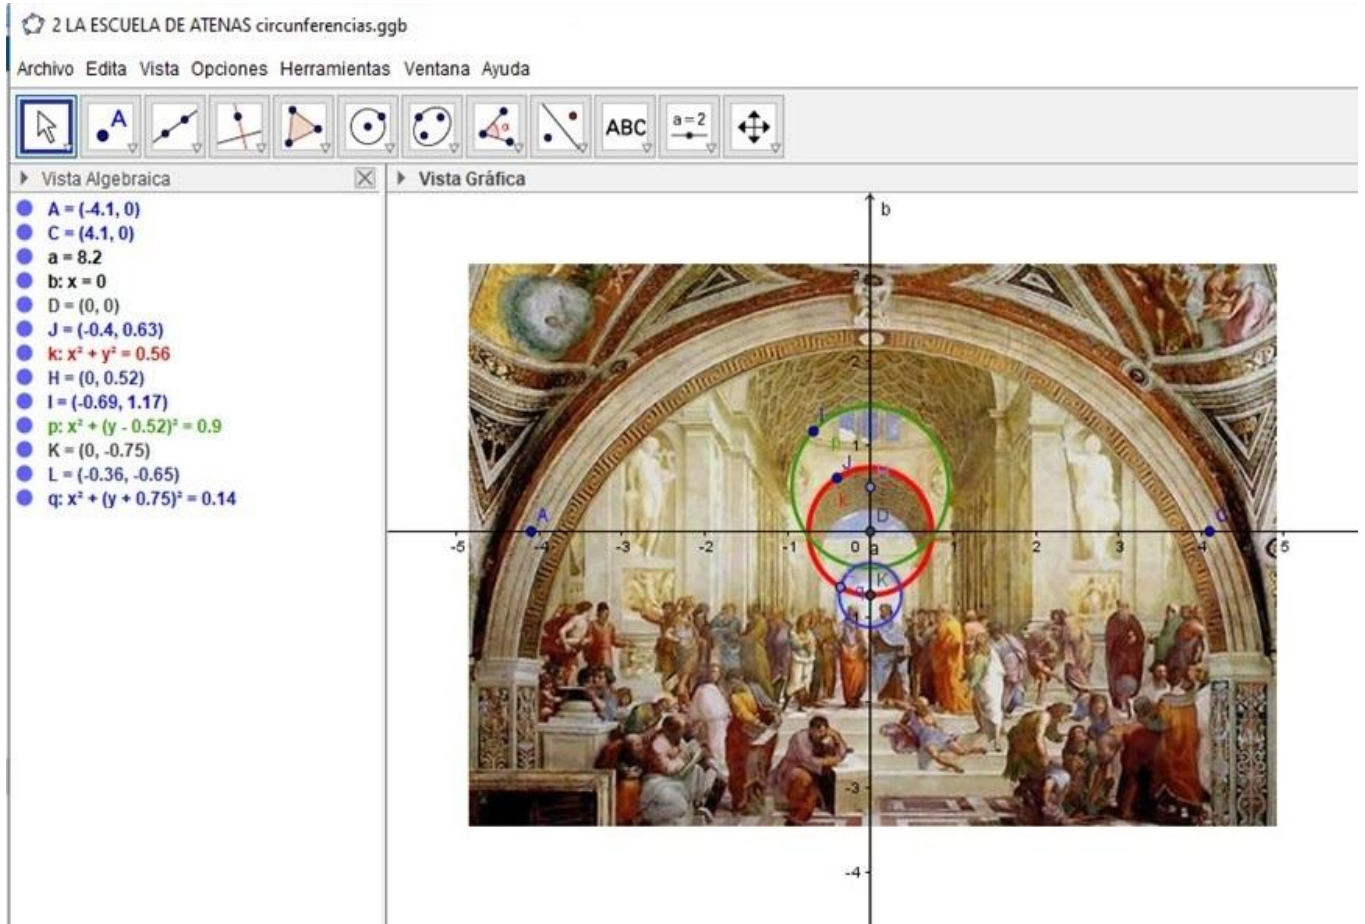 2 LA ESCUELA DE ATENAS circunferencias.ggb
Archivo Edita Vista Opciones Herramientas Ventana Ayuda
A α ABC a = 2
Vista Algebraica
Vista Gráfica
A = (-4.1, 0)
C = (4.1, 0)
a = 8.2
b: x = 0
D = (0, 0)
J = (-0.4, 0.63)
k: x² + y² = 0.56
H = (0, 0.52)
I = (-0.69, 1.17)
p: x² + (y - 0.52)² = 0.9
K = (0, -0.75)
L = (-0.36, -0.65)
q: x² + (y + 0.75)² = 0.14
b
3
2
I
p 1
J H
k
A D C
-5 -4 -3 -2 -1 0 a 1 2 3 4 5
K
q
-1
-3
-4